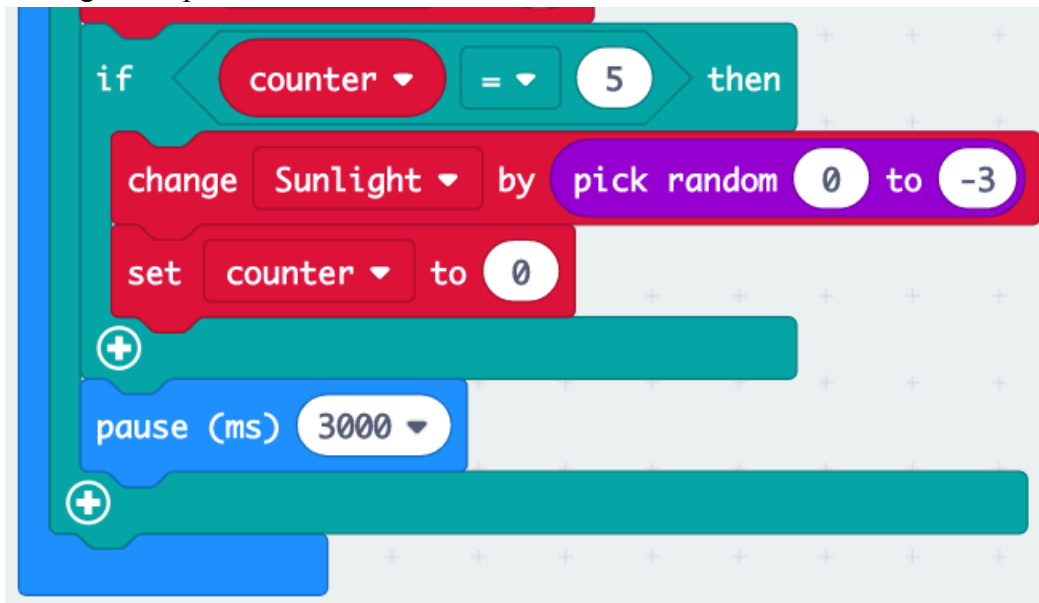 if counter = 5 then
change Sunlight by pick random 0 to -3
set counter to 0
pause (ms) 3000